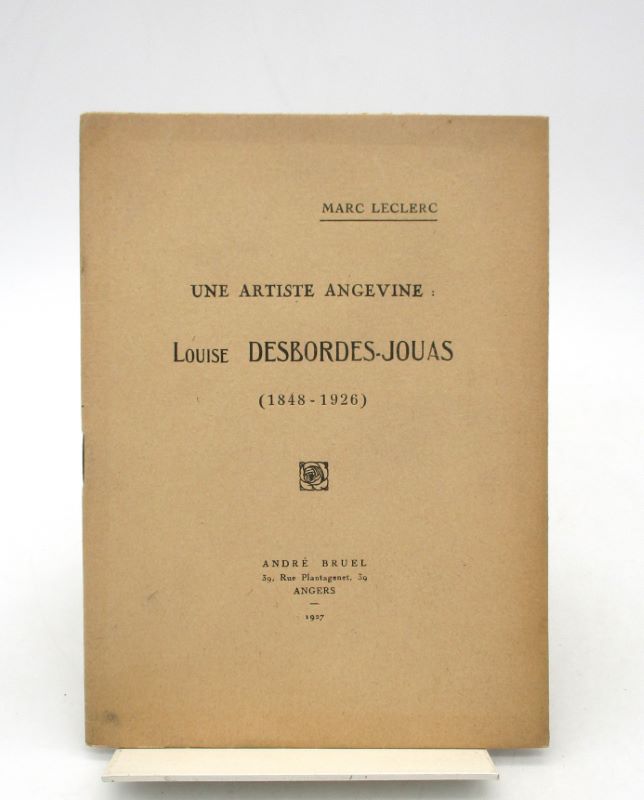 MARC LECLERC
UNE ARTISTE ANGEVINE :
LOUISE DESBORDES-JOUAS
(1848-1926)
ANDRÉ BRUEL
39, Rue Plantagenet, 39
ANGERS
—
1927